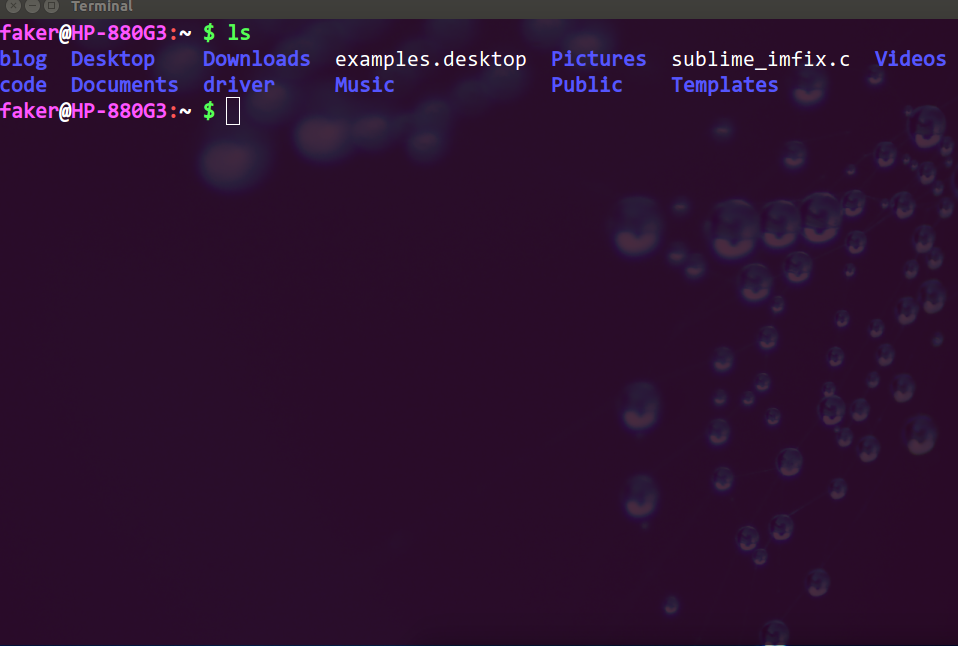 Terminal
faker@HP-880G3:~ $ ls
blog Desktop Downloads examples.desktop Pictures sublime_imfix.c Videos
code Documents driver Music Public Templates
faker@HP-880G3:~ $